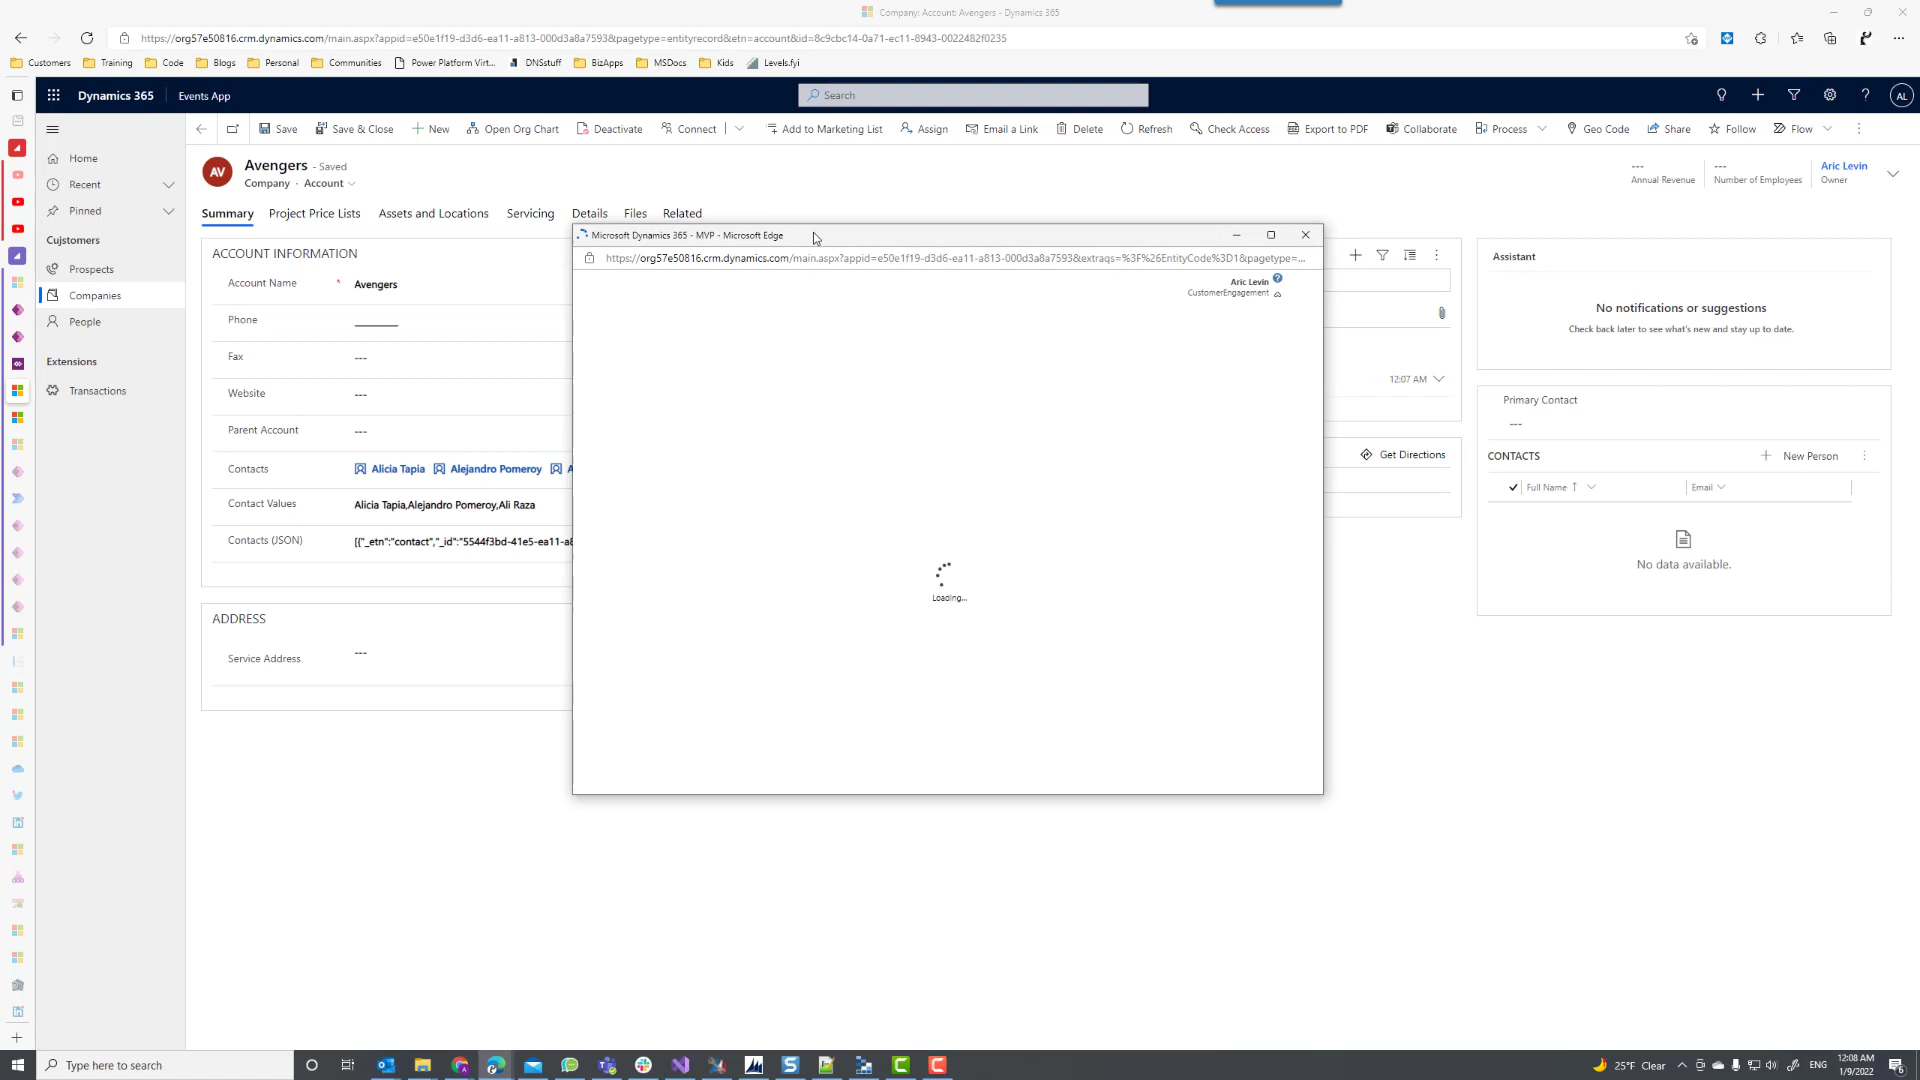 Company: Account: Avengers - Dynamics 365
https://org57e50816.crm.dynamics.com/main.aspx?appid=e50e1f19-d3d6-ea11-a813-000d3a8a7593&pagetype=entityrecord&etn=account&id=8c9cbc14-0a71-ec11-8943-0022482f0235
Customers Training Code Blogs Personal Communities Power Platform Virt... DNSstuff BizApps MSDocs Kids Levels.fyi
Dynamics 365 Events App Search AL
Save Save & Close New Open Org Chart Deactivate Connect Add to Marketing List Assign Email a Link Delete Refresh Check Access Export to PDF Collaborate Process Geo Code Share Follow Flow
Home
Recent
Pinned
Cujstomers
Prospects
Companies
People
Extensions
Transactions
AV
Avengers - Saved
Company · Account
---
Annual Revenue
---
Number of Employees
Aric Levin
Owner
Summary Project Price Lists Assets and Locations Servicing Details Files Related
ACCOUNT INFORMATION
Account Name * Avengers
Phone
Fax ---
Website ---
Parent Account ---
Contacts Alicia Tapia Alejandro Pomeroy A
Contact Values Alicia Tapia,Alejandro Pomeroy,Ali Raza
Contacts (JSON) [{"_etn":"contact","_id":"5544f3bd-41e5-ea11-a8
ADDRESS
Service Address ---
Microsoft Dynamics 365 - MVP - Microsoft Edge
https://org57e50816.crm.dynamics.com/main.aspx?appid=e50e1f19-d3d6-ea11-a813-000d3a8a7593&extraqs=%3F%26EntityCode%3D1&pagetype=...
Aric Levin
CustomerEngagement
Loading...
12:07 AM
Get Directions
Assistant
No notifications or suggestions
Check back later to see what's new and stay up to date.
Primary Contact
---
CONTACTS New Person
Full Name ↑ Email
No data available.
Type here to search
25°F Clear ENG 12:08 AM
1/9/2022
6